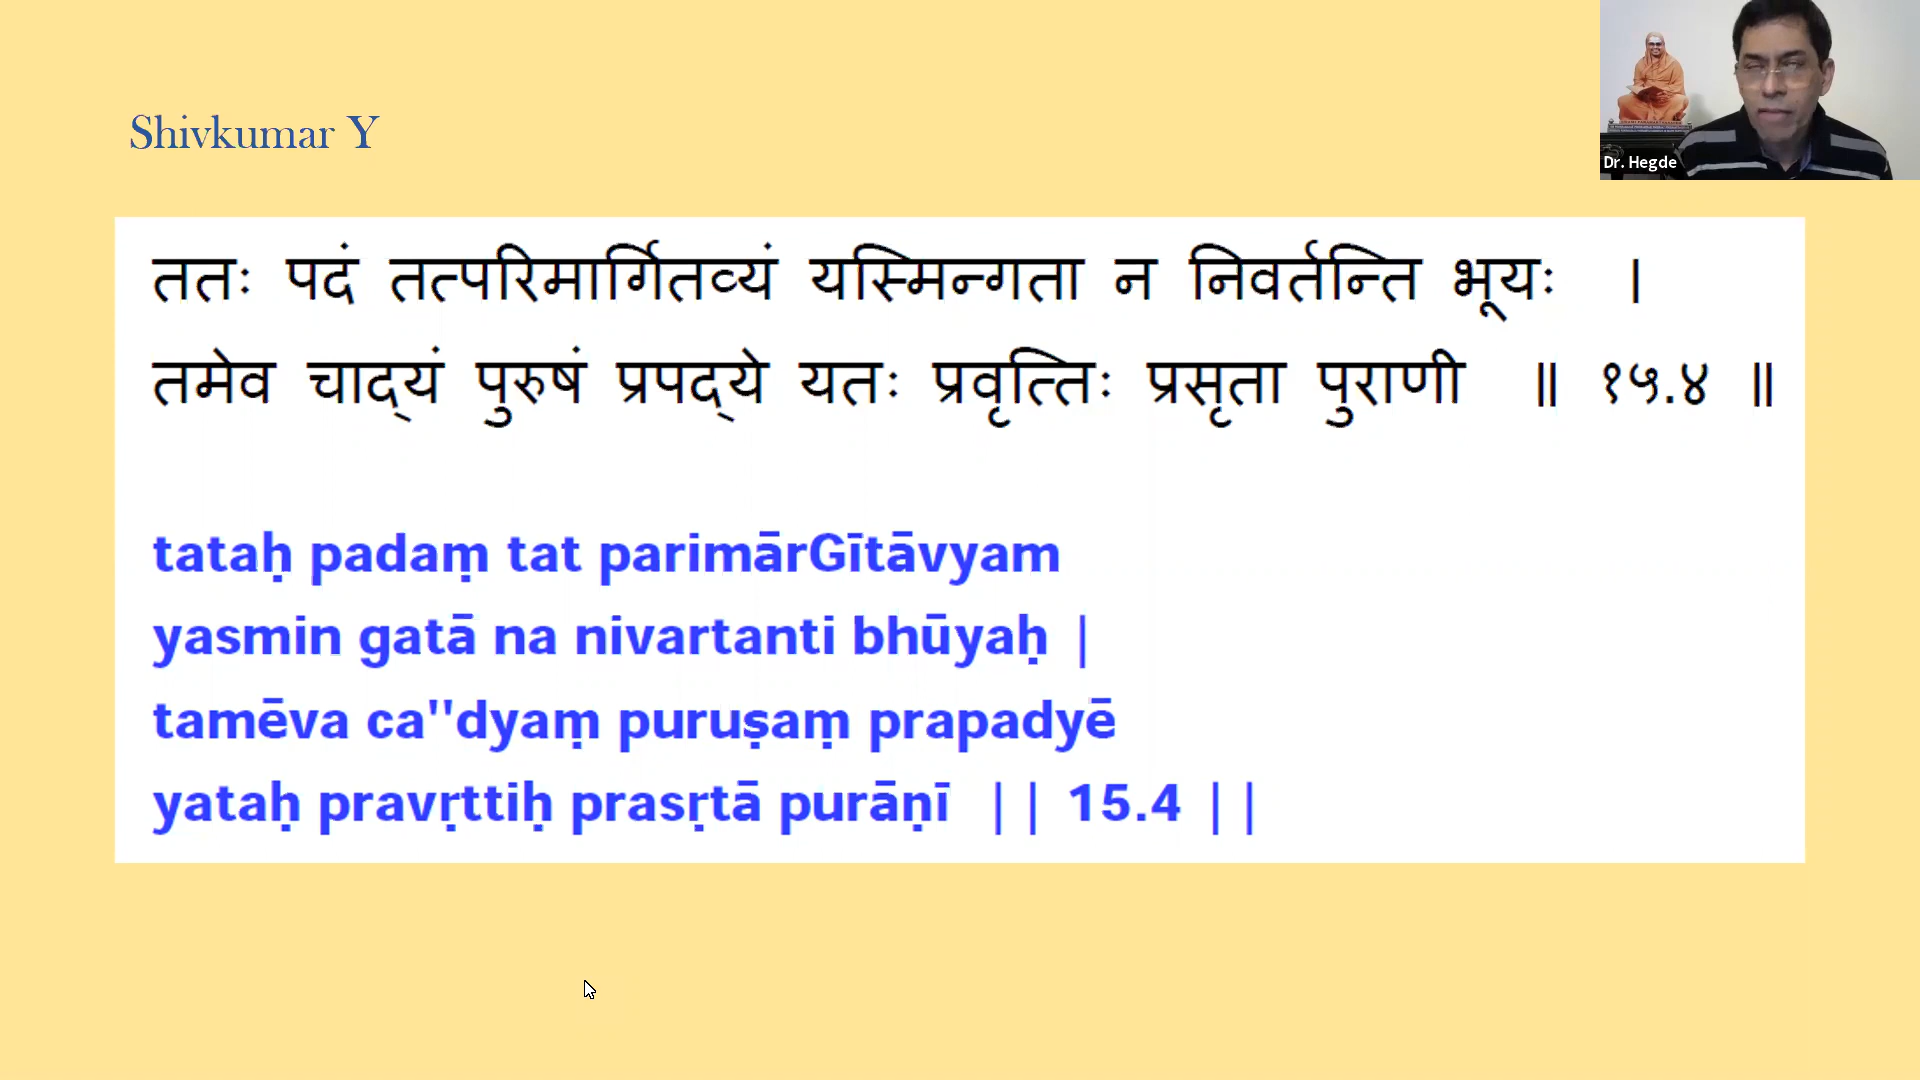 Shivkumar Y
Dr. Hegde
ततः पदं तत्परिमार्गितव्यं यस्मिन्गता न निवर्तन्ति भूयः ।
तमेव चाद्यं पुरुषं प्रपद्ये यतः प्रवृत्तिः प्रसृता पुराणी ॥ १५.४ ॥
tataḥ padaṃ tat parimārGītāvyam
yasmin gatā na nivartanti bhūyaḥ |
tamēva ca''dyaṃ puruṣaṃ prapadyē
yataḥ pravṛttiḥ prasṛtā purāṇī || 15.4 ||